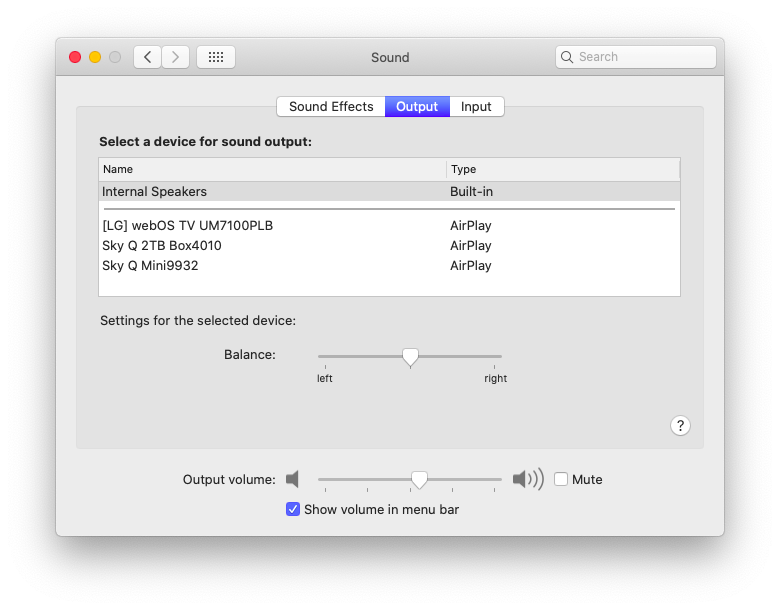 Sound
Search
Sound Effects Output Input
Select a device for sound output:
Name Type
Internal Speakers Built-in
[LG] webOS TV UM7100PLB AirPlay
Sky Q 2TB Box4010 AirPlay
Sky Q Mini9932 AirPlay
Settings for the selected device:
Balance:
left right
?
Output volume: Mute
Show volume in menu bar